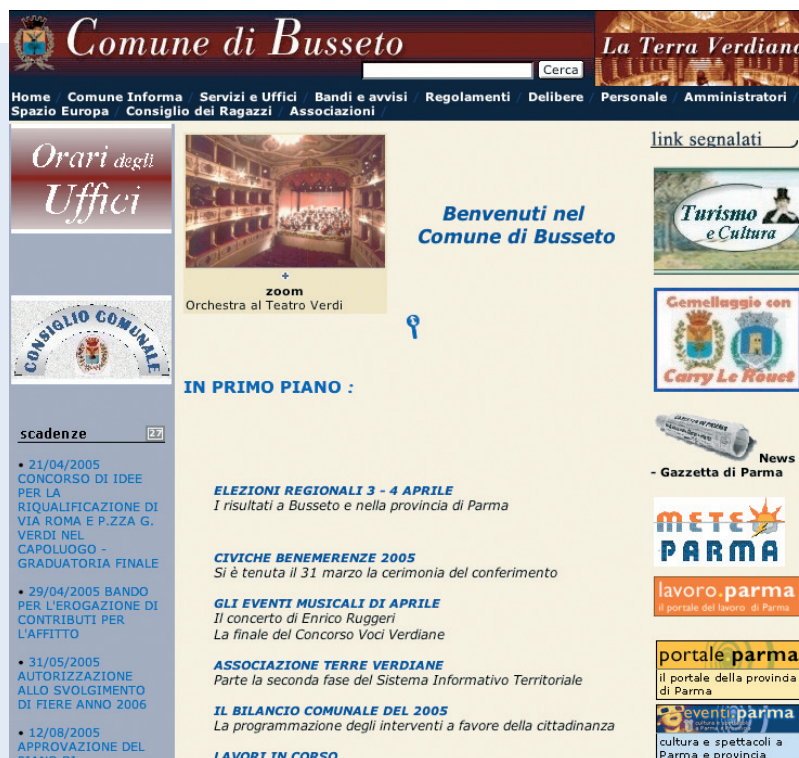 Comune di Busseto
La Terra Verdiana
Cerca
Home / Comune Informa / Servizi e Uffici / Bandi e avvisi / Regolamenti / Delibere / Personale / Amministratori /
Spazio Europa / Consiglio dei Ragazzi / Associazioni /
Orari degli
Uffici
CONSIGLIO COMUNALE
scadenze 27
• 21/04/2005
CONCORSO DI IDEE
PER LA
RIQUALIFICAZIONE DI
VIA ROMA E P.ZZA G.
VERDI NEL
CAPOLUOGO -
GRADUATORIA FINALE
• 29/04/2005 BANDO
PER L'EROGAZIONE DI
CONTRIBUTI PER
L'AFFITTO
• 31/05/2005
AUTORIZZAZIONE
ALLO SVOLGIMENTO
DI FIERE ANNO 2006
• 12/08/2005
APPROVAZIONE DEL
PIANO DI
+
zoom
Orchestra al Teatro Verdi
Benvenuti nel
Comune di Busseto
IN PRIMO PIANO :
ELEZIONI REGIONALI 3 - 4 APRILE
I risultati a Busseto e nella provincia di Parma
CIVICHE BENEMERENZE 2005
Si è tenuta il 31 marzo la cerimonia del conferimento
GLI EVENTI MUSICALI DI APRILE
Il concerto di Enrico Ruggeri
La finale del Concorso Voci Verdiane
ASSOCIAZIONE TERRE VERDIANE
Parte la seconda fase del Sistema Informativo Territoriale
IL BILANCIO COMUNALE DEL 2005
La programmazione degli interventi a favore della cittadinanza
LAVORI IN CORSO
link segnalati
Turismo
e Cultura
Gemellaggio con
Carry Le Rouet
News
- Gazzetta di Parma
METEO
PARMA
lavoro.parma
il portale del lavoro di Parma
portale parma
il portale della provincia
di Parma
eventi:parma
cultura e spettacoli a
Parma e provincia